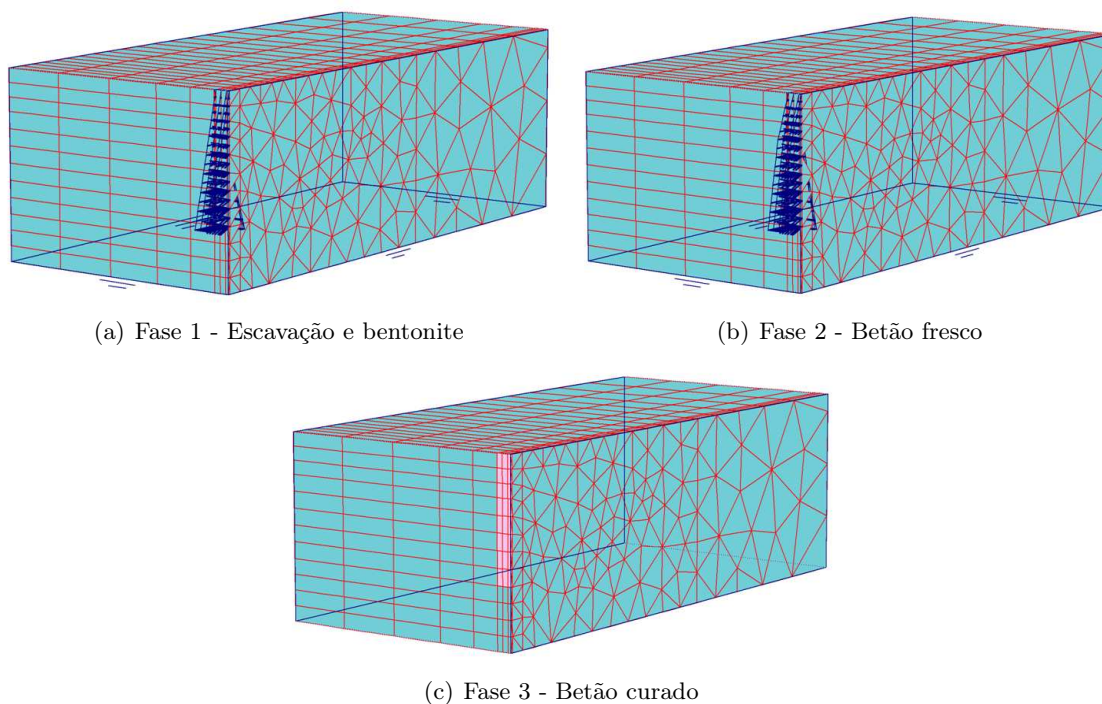 (a) Fase 1 - Escavação e bentonite
(b) Fase 2 - Betão fresco
(c) Fase 3 - Betão curado